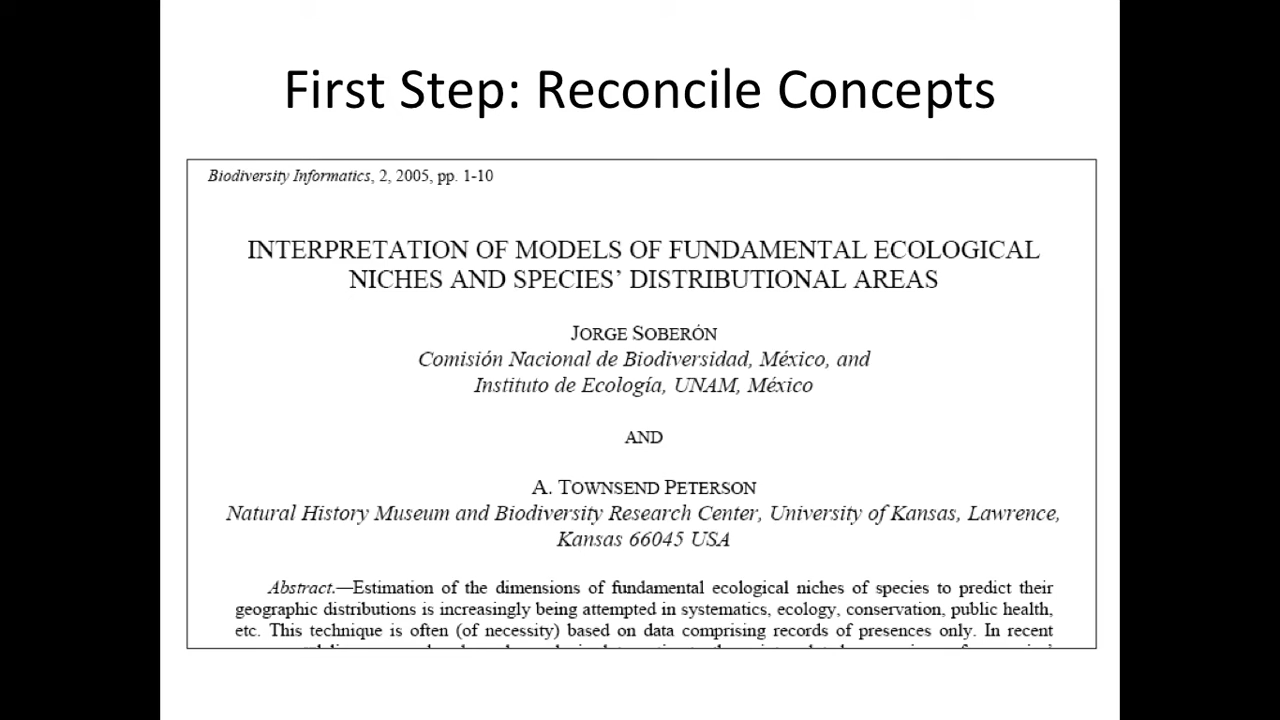 First Step: Reconcile Concepts
Biodiversity Informatics, 2, 2005, pp. 1-10
INTERPRETATION OF MODELS OF FUNDAMENTAL ECOLOGICAL
NICHES AND SPECIES’ DISTRIBUTIONAL AREAS
JORGE SOBERÓN
Comisión Nacional de Biodiversidad, México, and
Instituto de Ecología, UNAM, México
AND
A. TOWNSEND PETERSON
Natural History Museum and Biodiversity Research Center, University of Kansas, Lawrence,
Kansas 66045 USA
Abstract.—Estimation of the dimensions of fundamental ecological niches of species to predict their
geographic distributions is increasingly being attempted in systematics, ecology, conservation, public health,
etc. This technique is often (of necessity) based on data comprising records of presences only. In recent